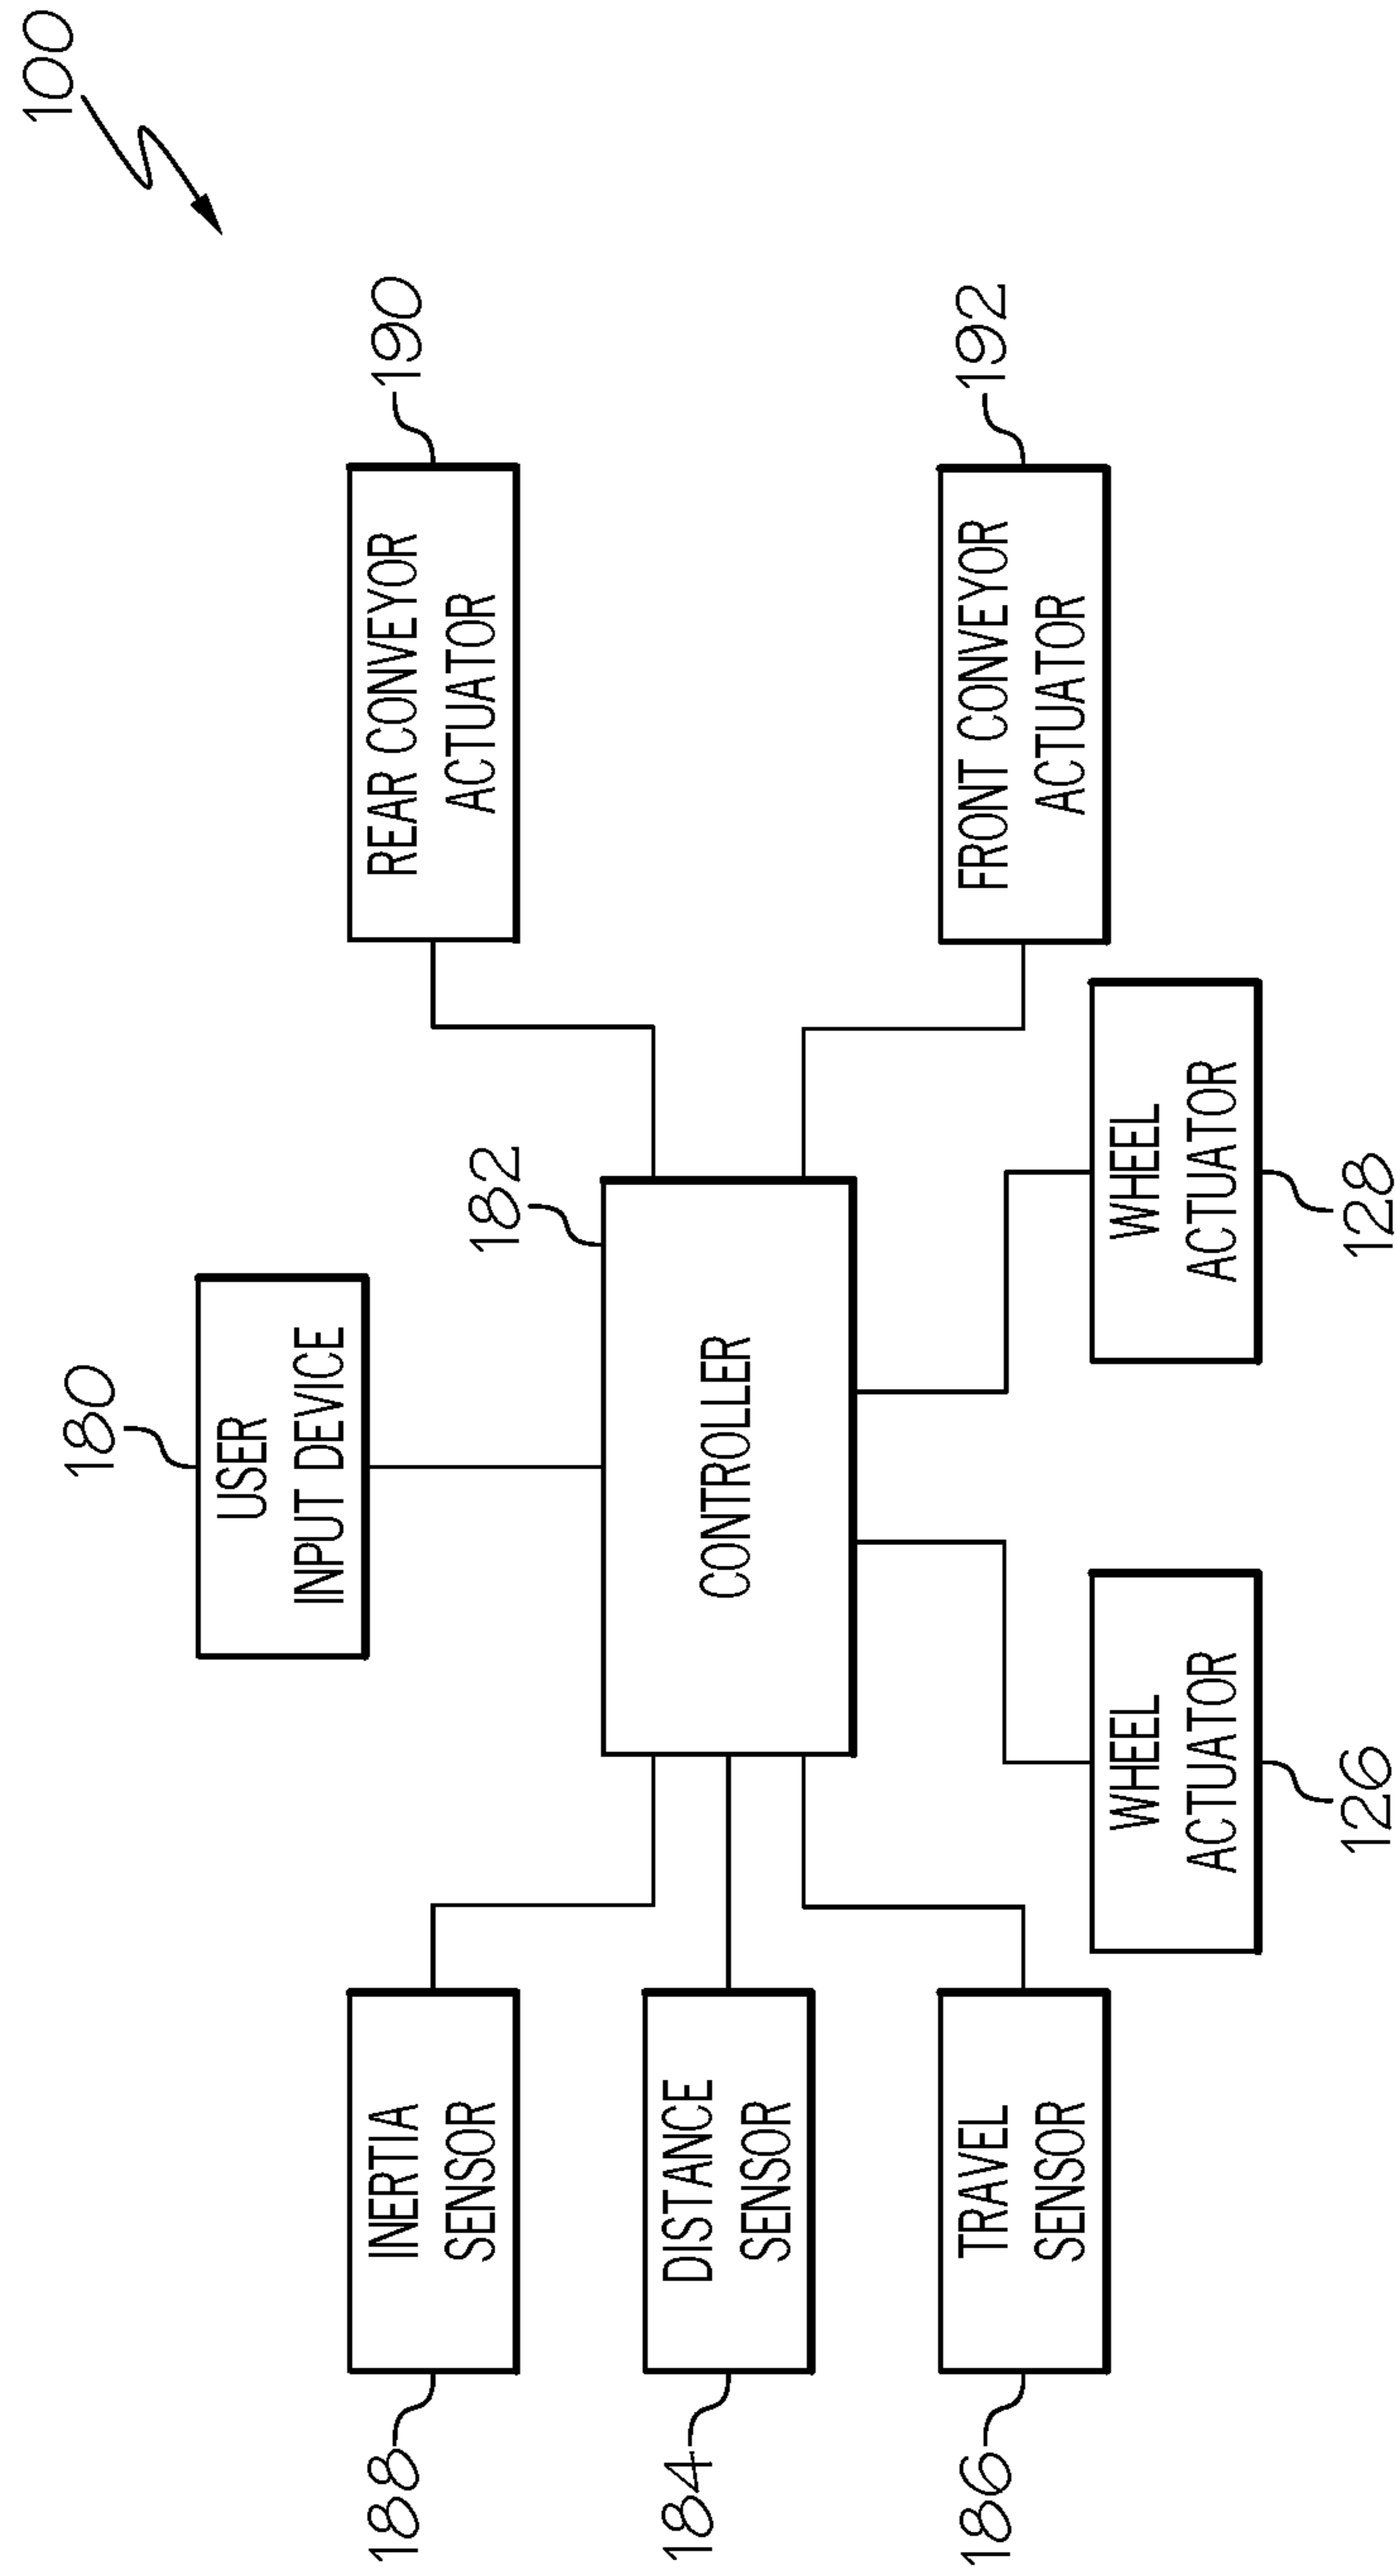 100
180
USER
INPUT DEVICE
188
INERTIA
SENSOR
182
REAR CONVEYOR
ACTUATOR
190
184
DISTANCE
SENSOR
CONTROLLER
186
TRAVEL
SENSOR
FRONT CONVEYOR
ACTUATOR
192
WHEEL
ACTUATOR
126
WHEEL
ACTUATOR
128